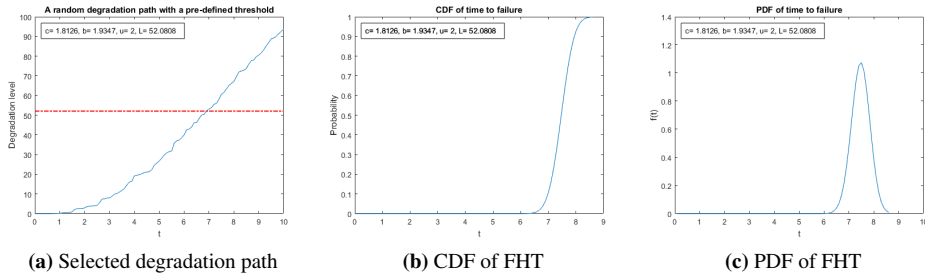 A random degradation path with a pre-defined threshold
c= 1.8126, b= 1.9347, u= 2, L= 52.0808
Degradation level
100
90
80
70
60
50
40
30
20
10
0
0 1 2 3 4 5 6 7 8 9 10
t
(a) Selected degradation path
CDF of time to failure
c= 1.8126, b= 1.9347, u= 2, L= 52.0808
Probability
1
0.9
0.8
0.7
0.6
0.5
0.4
0.3
0.2
0.1
0
0 1 2 3 4 5 6 7 8 9
t
(b) CDF of FHT
PDF of time to failure
c= 1.8126, b= 1.9347, u= 2, L= 52.0808
f(t)
1.4
1.2
1
0.8
0.6
0.4
0.2
0
0 1 2 3 4 5 6 7 8 9 10
t
(c) PDF of FHT